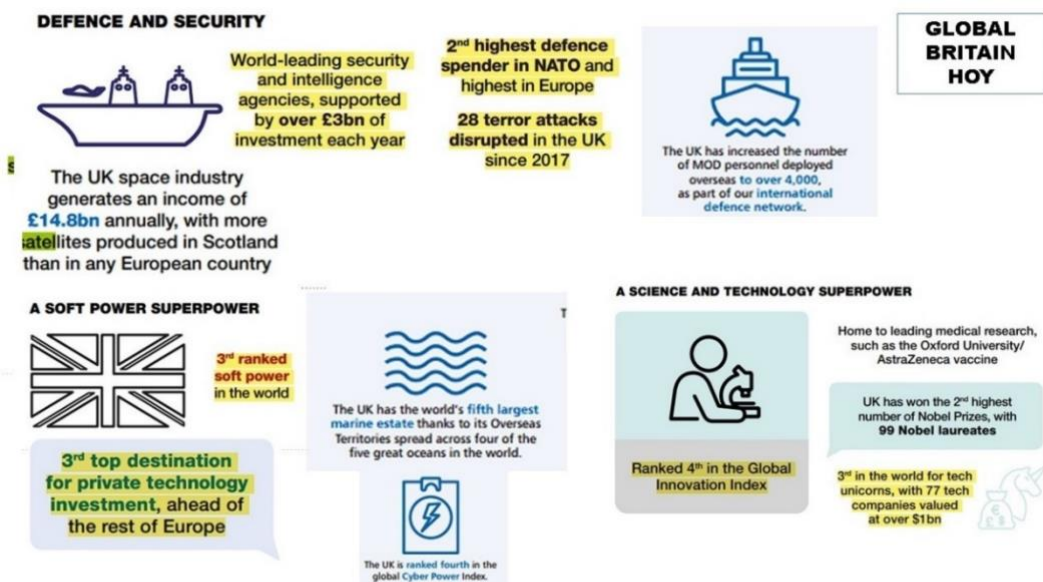 DEFENCE AND SECURITY
World-leading security
and intelligence
agencies, supported
by over £3bn of
investment each year
2nd highest defence
spender in NATO and
highest in Europe
28 terror attacks
disrupted in the UK
since 2017
The UK has increased the number
of MOD personnel deployed
overseas to over 4,000,
as part of our international
defence network.
GLOBAL
BRITAIN
HOY
s
The UK space industry
generates an income of
£14.8bn annually, with more
satellites produced in Scotland
than in any European country
A SOFT POWER SUPERPOWER
3rd ranked
soft power
in the world
3rd top destination
for private technology
investment, ahead of
the rest of Europe
T
The UK has the world's fifth largest
marine estate thanks to its Overseas
Territories spread across four of the
five great oceans in the world.
The UK is ranked fourth in the
global Cyber Power Index.
A SCIENCE AND TECHNOLOGY SUPERPOWER
Ranked 4th in the Global
Innovation Index
Home to leading medical research,
such as the Oxford University/
AstraZeneca vaccine
UK has won the 2nd highest
number of Nobel Prizes, with
99 Nobel laureates
3rd in the world for tech
unicorns, with 77 tech
companies valued
at over $1bn
€
£ $